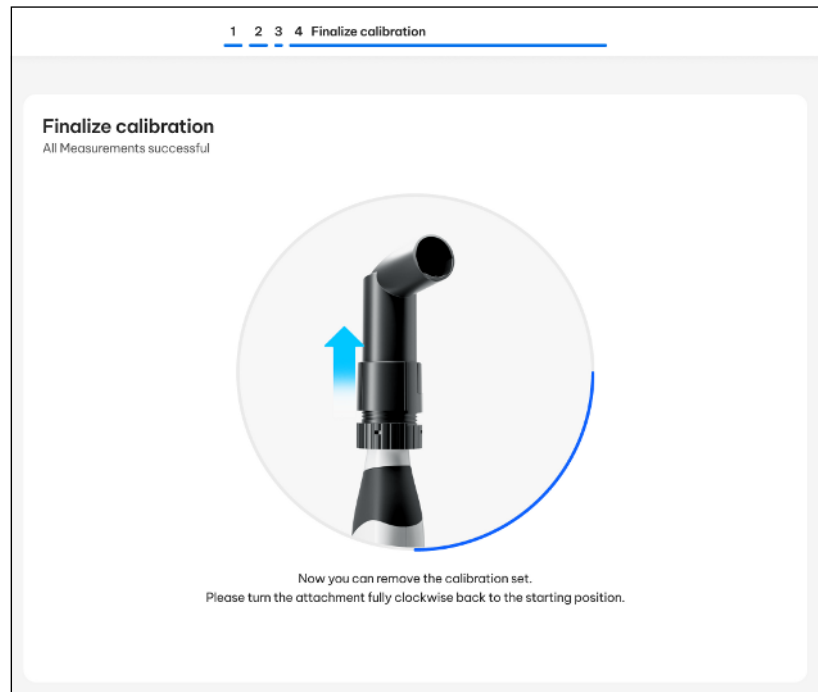 1 2 3 4 Finalize calibration
Finalize calibration
All Measurements successful
Now you can remove the calibration set.
Please turn the attachment fully clockwise back to the starting position.